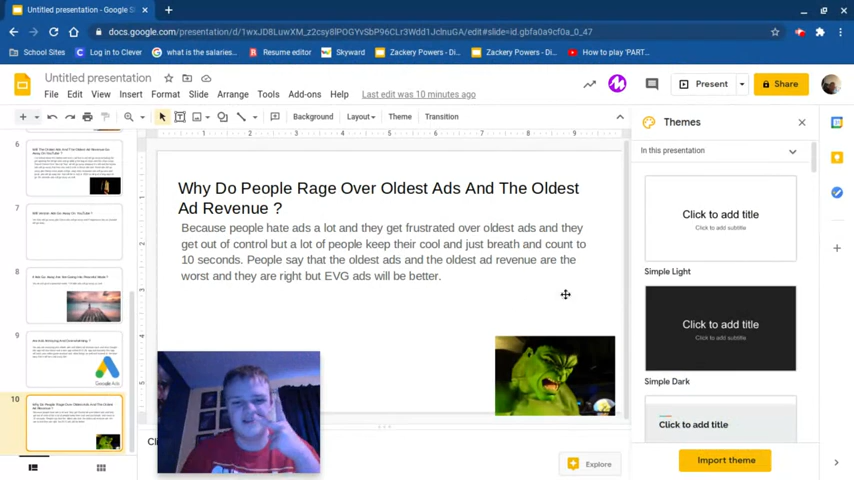 Untitled presentation - Google S
docs.google.com/presentation/d/1wxJD8LuwXM_z2csy8lPOGYvSbP96CLr3Wdd1JclnuGA/edit#slide=id.gbfa0a9cf0a_0_47
School Sites
Log in to Clever
what is the salaries...
Resume editor
Skyward
Zackery Powers - Di...
Zackery Powers - Di...
How to play 'PART...
Untitled presentation
File Edit View Insert Format Slide Arrange Tools Add-ons Help Last edit was 10 minutes ago
Present
Share
Background Layout Theme Transition
Themes
In this presentation
Click to add title
Click to add subtitle
Simple Light
Click to add title
Click to add subtitle
Simple Dark
Click to add title
Import theme
6
7
8
9
Google Ads
10
Why Do People Rage Over Oldest Ads And The Oldest
Ad Revenue ?
Because people hate ads a lot and they get frustrated over oldest ads and they
get out of control but a lot of people keep their cool and just breath and count to
10 seconds. People say that the oldest ads and the oldest ad revenue are the
worst and they are right but EVG ads will be better.
Explore